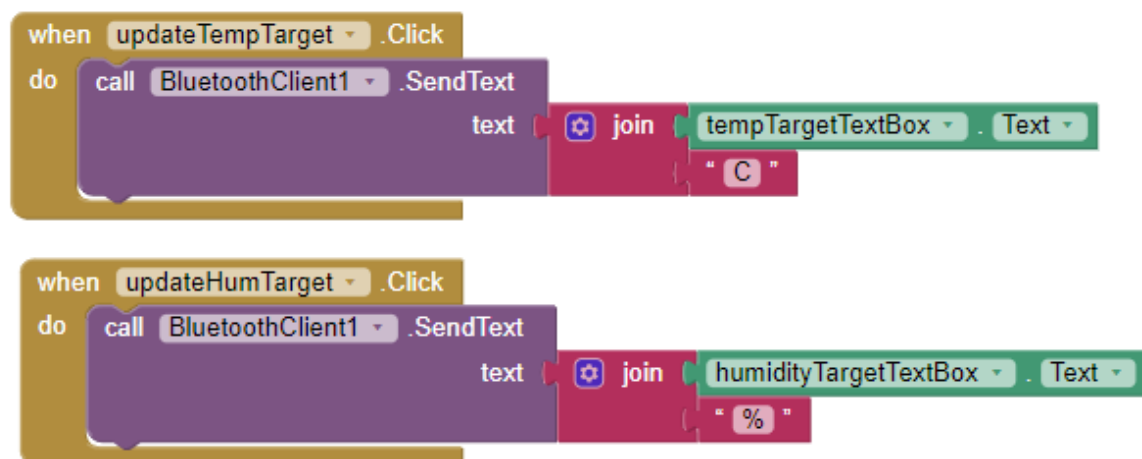 when updateTempTarget .Click
do call BluetoothClient1 .SendText
text join tempTargetTextBox . Text
“ C ”
when updateHumTarget .Click
do call BluetoothClient1 .SendText
text join humidityTargetTextBox . Text
“ % ”